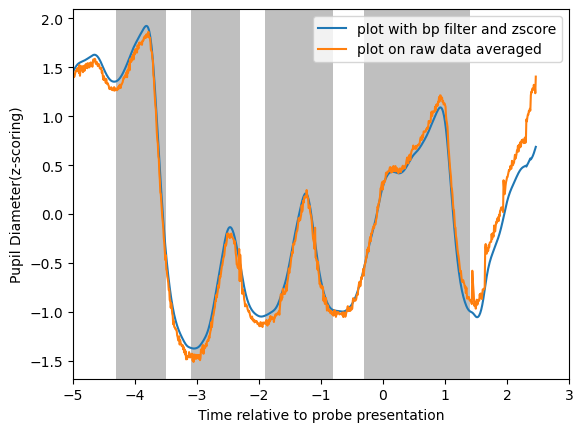 plot with bp filter and zscore
plot on raw data averaged
Pupil Diameter(z-scoring)
2.0
1.5
1.0
0.5
0.0
−0.5
−1.0
−1.5
−5 −4 −3 −2 −1 0 1 2 3
Time relative to probe presentation